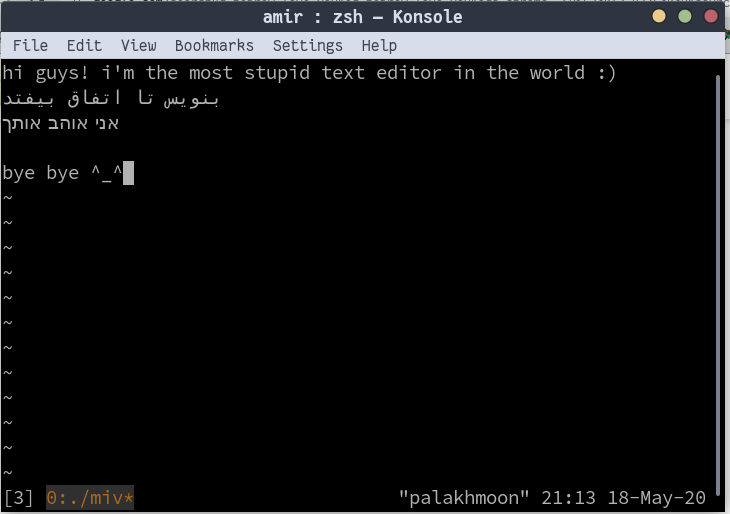 amir : zsh — Konsole
File Edit View Bookmarks Settings Help
hi guys! i'm the most stupid text editor in the world :)
بنویس تا اتفاق بیفتد
אני אוהב אותך
bye bye ^_^
~
~
~
~
~
~
~
~
~
~
~
~
[3] 0:./miv* "palakhmoon" 21:13 18-May-20